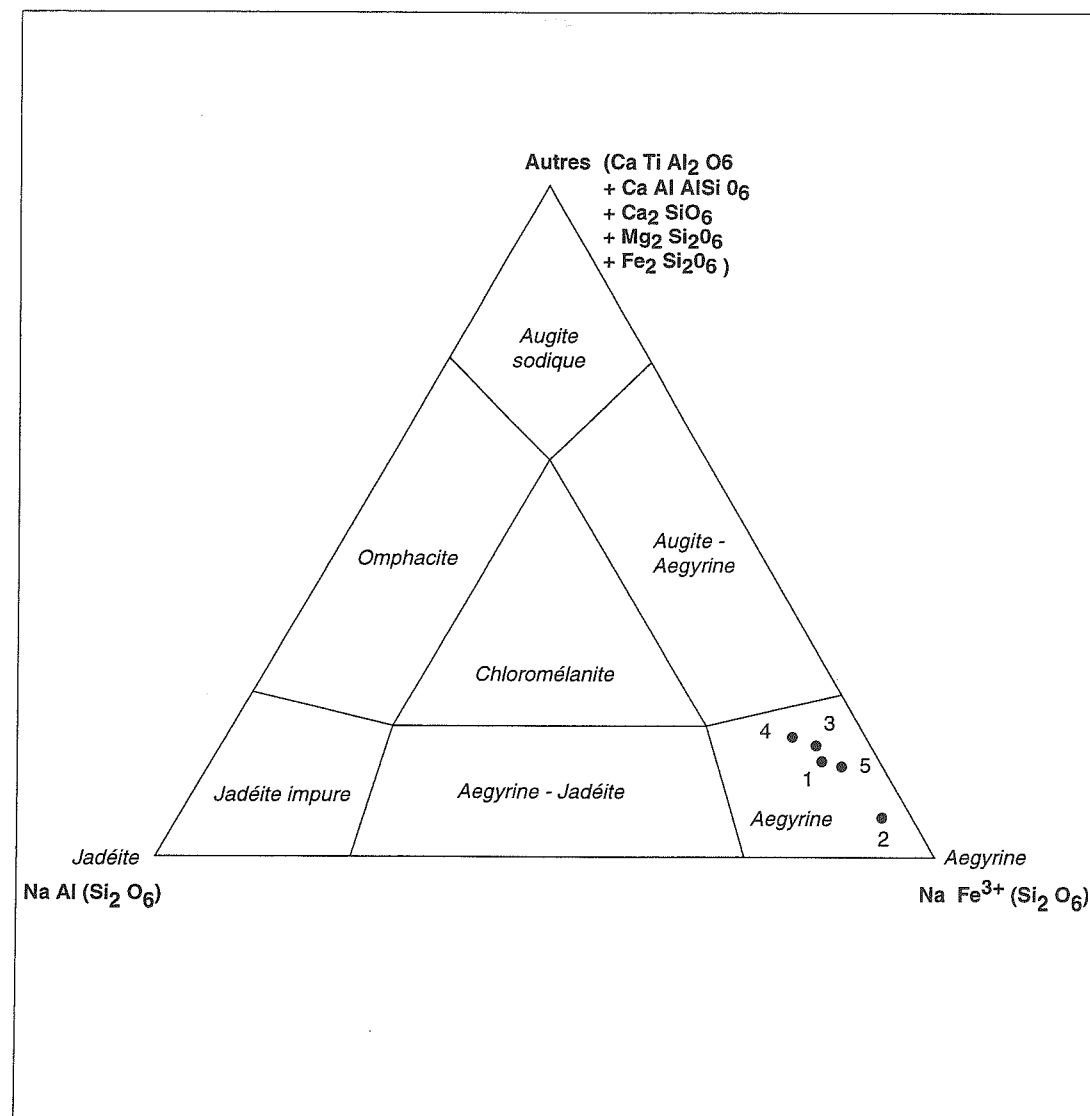 Autres (Ca Ti Al2 O6
+ Ca Al AlSi O6
+ Ca2 SiO6
+ Mg2 Si2O6
+ Fe2 Si2O6 )
Augite
sodique
Omphacite
Augite -
Aegyrine
Chloromélanite
4
3
1
5
Jadéite impure
Aegyrine - Jadéite
Aegyrine
2
Jadéite
Aegyrine
Na Al (Si2 O6)
Na Fe3+ (Si2 O6)